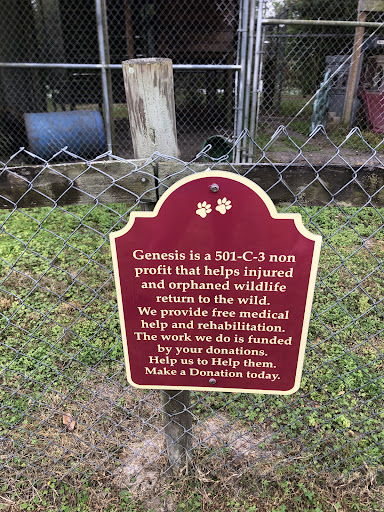 Genesis is a 501-C-3 non
profit that helps injured
and orphaned wildlife
return to the wild.
We provide free medical
help and rehabilitation.
The work we do is funded
by your donations.
Help us to Help them.
Make a Donation today.